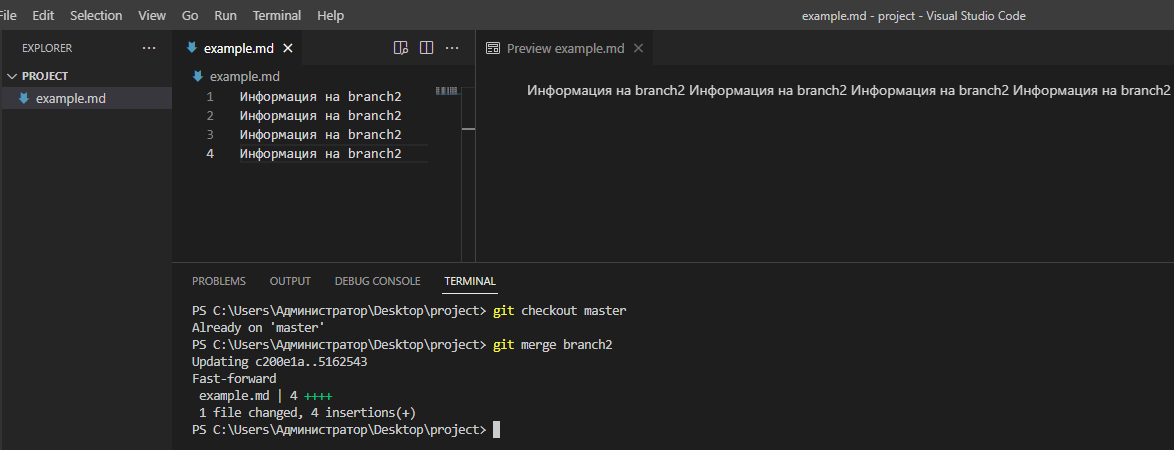 File Edit Selection View Go Run Terminal Help example.md - project - Visual Studio Code
EXPLORER ...
PROJECT
example.md
example.md
example.md
1 Информация на branch2
2 Информация на branch2
3 Информация на branch2
4 Информация на branch2
Preview example.md
Информация на branch2 Информация на branch2 Информация на branch2 Информация на branch2
PROBLEMS OUTPUT DEBUG CONSOLE TERMINAL
PS C:\Users\Администратор\Desktop\project> git checkout master
Already on 'master'
PS C:\Users\Администратор\Desktop\project> git merge branch2
Updating c200e1a..5162543
Fast-forward
example.md | 4 ++++
1 file changed, 4 insertions(+)
PS C:\Users\Администратор\Desktop\project>